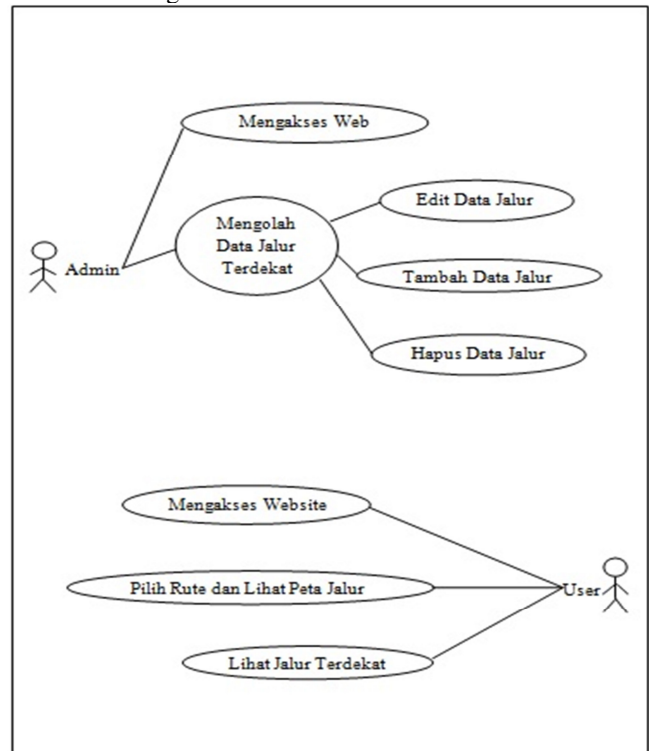 Mengakses Web
Edit Data Jalur
Mengolah
Data Jalur
Terdekat
Admin
Tambah Data Jalur
Hapus Data Jalur
Mengakses Website
Pilih Rute dan Lihat Peta Jalur
User
Lihat Jalur Terdekat